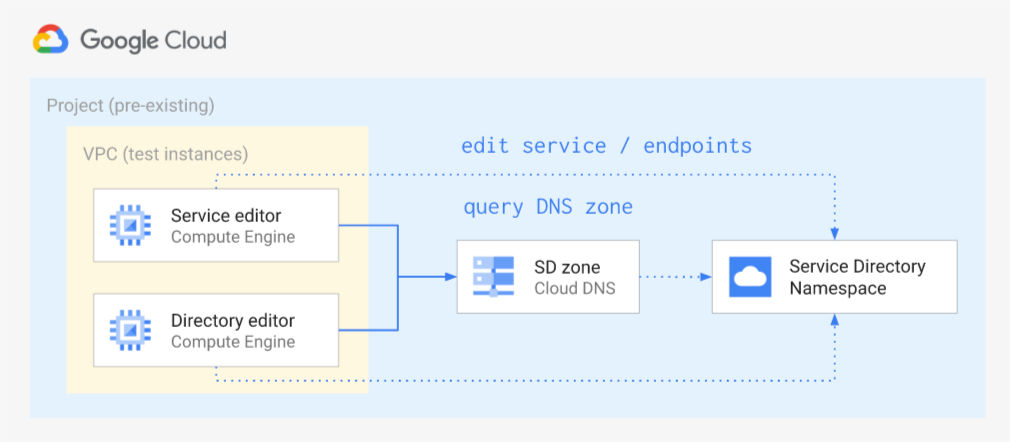 Google Cloud
Project (pre-existing)
VPC (test instances)
edit service / endpoints
query DNS zone
Service editor
Compute Engine
SD zone
Cloud DNS
Service Directory
Namespace
Directory editor
Compute Engine